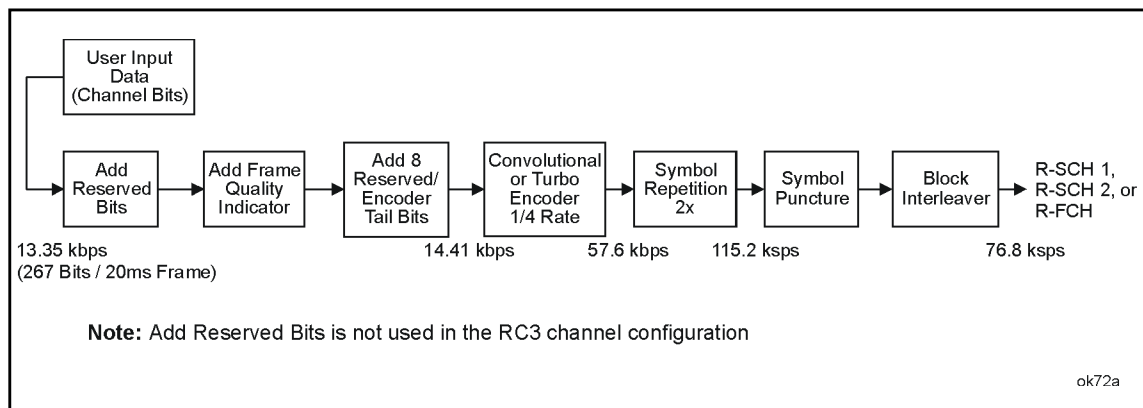 User Input
Data
(Channel Bits)
Add
Reserved
Bits
Add Frame
Quality
Indicator
Add 8
Reserved/
Encoder
Tail Bits
Convolutional
or Turbo
Encoder
1/4 Rate
Symbol
Repetition
2x
Symbol
Puncture
Block
Interleaver
R-SCH 1,
R-SCH 2, or
R-FCH
13.35 kbps
(267 Bits / 20ms Frame)
14.41 kbps
57.6 kbps
115.2 ksps
76.8 ksps
Note: Add Reserved Bits is not used in the RC3 channel configuration
ok72a